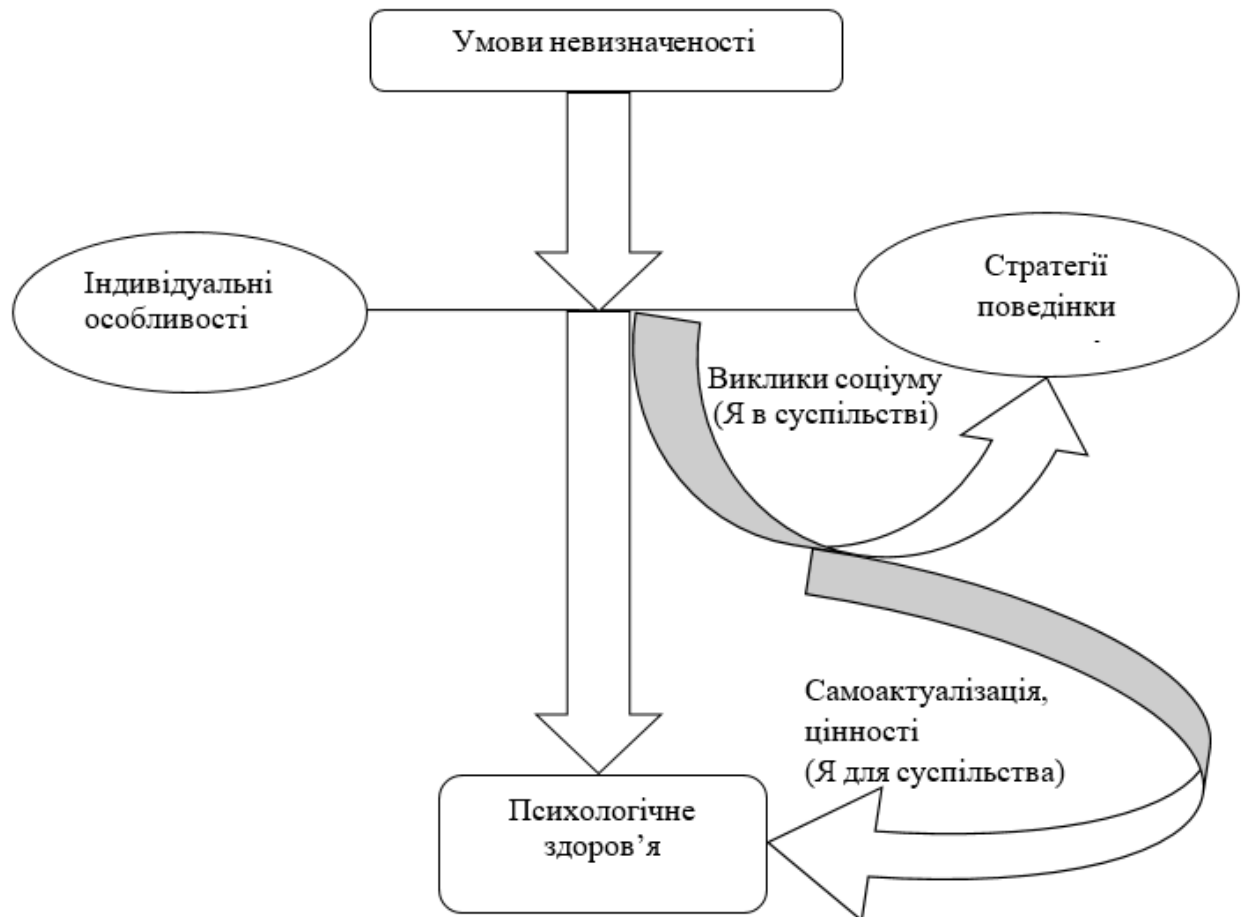 Умови невизначеності
Індивідуальні
особливості
Стратегії
поведінки
Виклики соціуму
(Я в суспільстві)
Самоактуалізація,
цінності
(Я для суспільства)
Психологічне
здоров’я